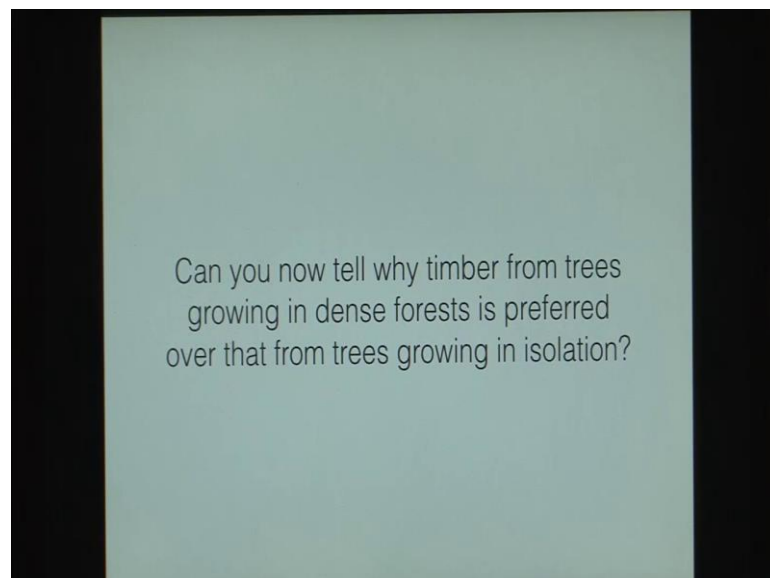 Can you now tell why timber from trees
growing in dense forests is preferred
over that from trees growing in isolation?